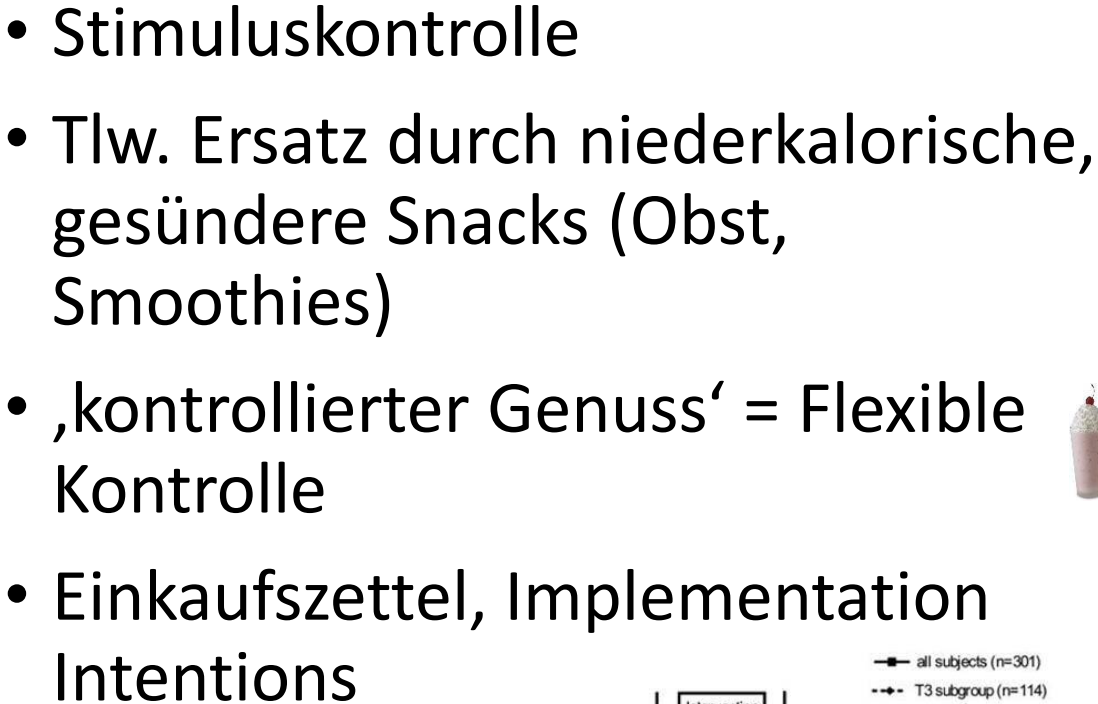 • Stimuluskontrolle
• Tlw. Ersatz durch niederkalorische,
gesündere Snacks (Obst,
Smoothies)
• ‚kontrollierter Genuss‘ = Flexible
Kontrolle
• Einkaufszettel, Implementation
Intentions
all subjects (n=301)
T3 subgroup (n=114)